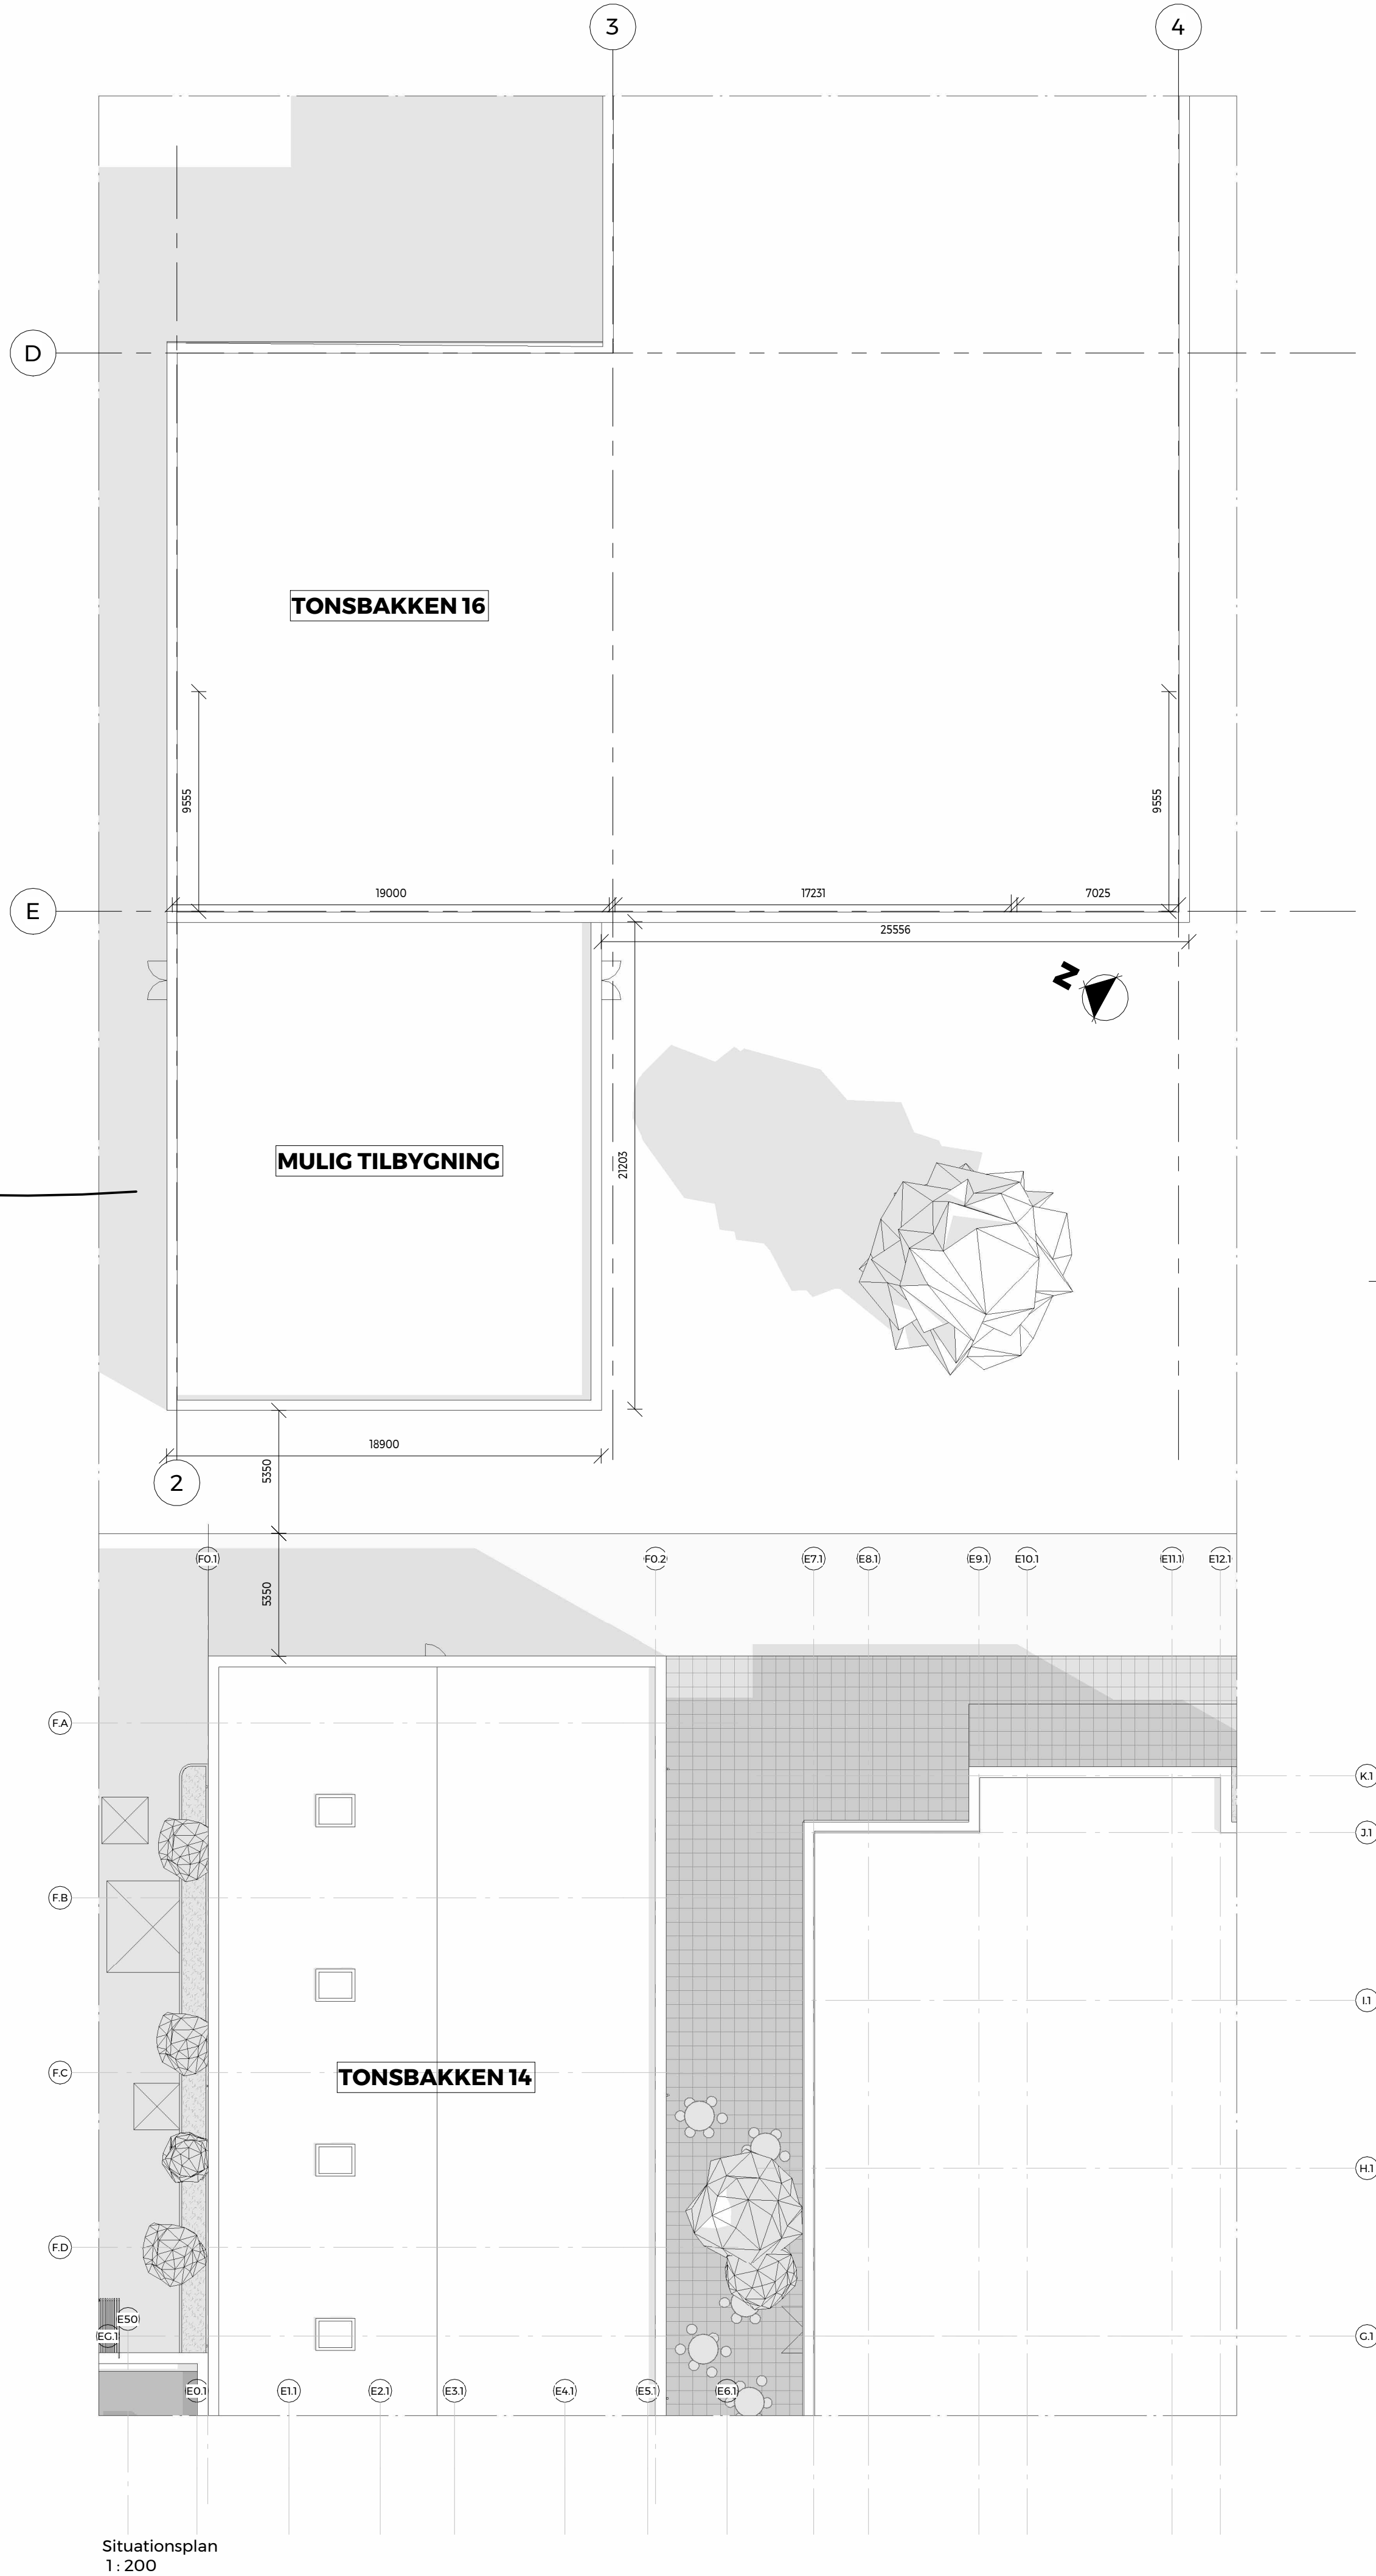 3
4
D
TONSBAKKEN 16
9555
9555
19000
17231
7025
E
25556
N
MULIG TILBYGNING
21203
18900
5350
2
F0.1
F0.2
E7.1
E8.1
E9.1
E10.1
E11.1
E12.1
5350
F.A
K.1
J.1
F.B
I.1
F.C
TONSBAKKEN 14
H.1
F.D
E50
EG.1
G.1
E0.1
E1.1
E2.1
E3.1
E4.1
E5.1
E6.1
Situationsplan
1 : 200